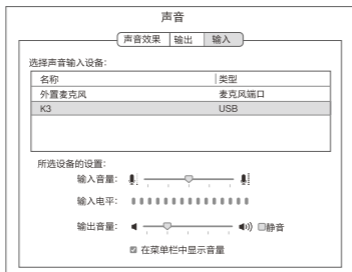 声音
声音效果 输出 输入
选择声音输入设备:
名称 类型
外置麦克风 麦克风端口
K3 USB
所选设备的设置:
输入音量:
输入电平:
输出音量: 静音
在菜单栏中显示音量